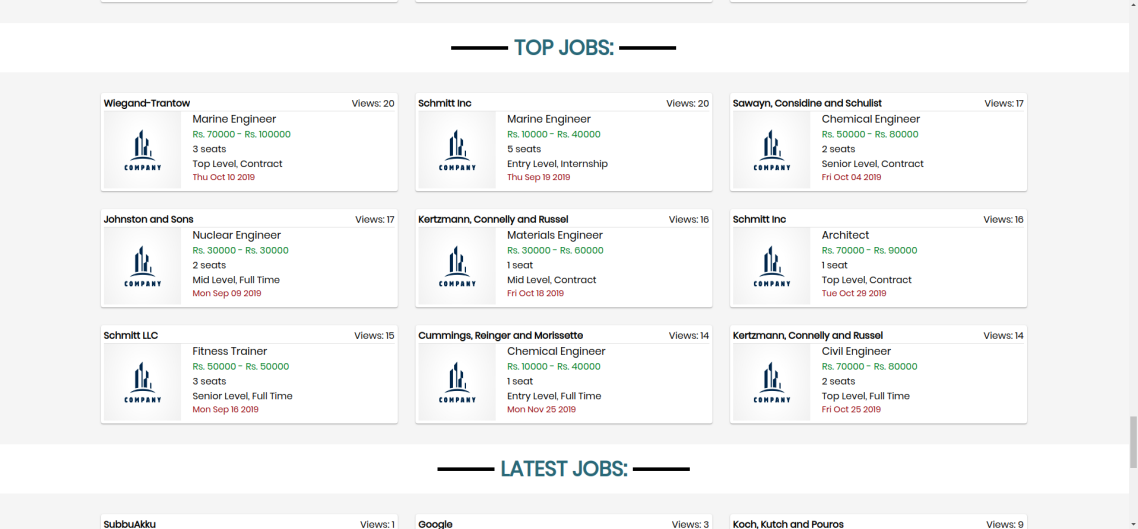 TOP JOBS:
Wiegand-Trantow Views: 20
COMPANY
Marine Engineer
Rs. 70000 - Rs. 100000
3 seats
Top Level, Contract
Thu Oct 10 2019
Schmitt Inc Views: 20
COMPANY
Marine Engineer
Rs. 10000 - Rs. 40000
5 seats
Entry Level, Internship
Thu Sep 19 2019
Sawayn, Considine and Schulist Views: 17
COMPANY
Chemical Engineer
Rs. 50000 - Rs. 80000
2 seats
Senior Level, Contract
Fri Oct 04 2019
Johnston and Sons Views: 17
COMPANY
Nuclear Engineer
Rs. 30000 - Rs. 30000
2 seats
Mid Level, Full Time
Mon Sep 09 2019
Kertzmann, Connelly and Russel Views: 16
COMPANY
Materials Engineer
Rs. 30000 - Rs. 60000
1 seat
Mid Level, Contract
Fri Oct 18 2019
Schmitt Inc Views: 16
COMPANY
Architect
Rs. 70000 - Rs. 90000
1 seat
Top Level, Contract
Tue Oct 29 2019
Schmitt LLC Views: 15
COMPANY
Fitness Trainer
Rs. 50000 - Rs. 50000
3 seats
Senior Level, Full Time
Mon Sep 16 2019
Cummings, Reinger and Morissette Views: 14
COMPANY
Chemical Engineer
Rs. 10000 - Rs. 40000
1 seat
Entry Level, Full Time
Mon Nov 25 2019
Kertzmann, Connelly and Russel Views: 14
COMPANY
Civil Engineer
Rs. 70000 - Rs. 80000
2 seats
Top Level, Full Time
Fri Oct 25 2019
LATEST JOBS:
SubbuAkku Views: 1
Google Views: 3
Koch, Kutch and Pouros Views: 9